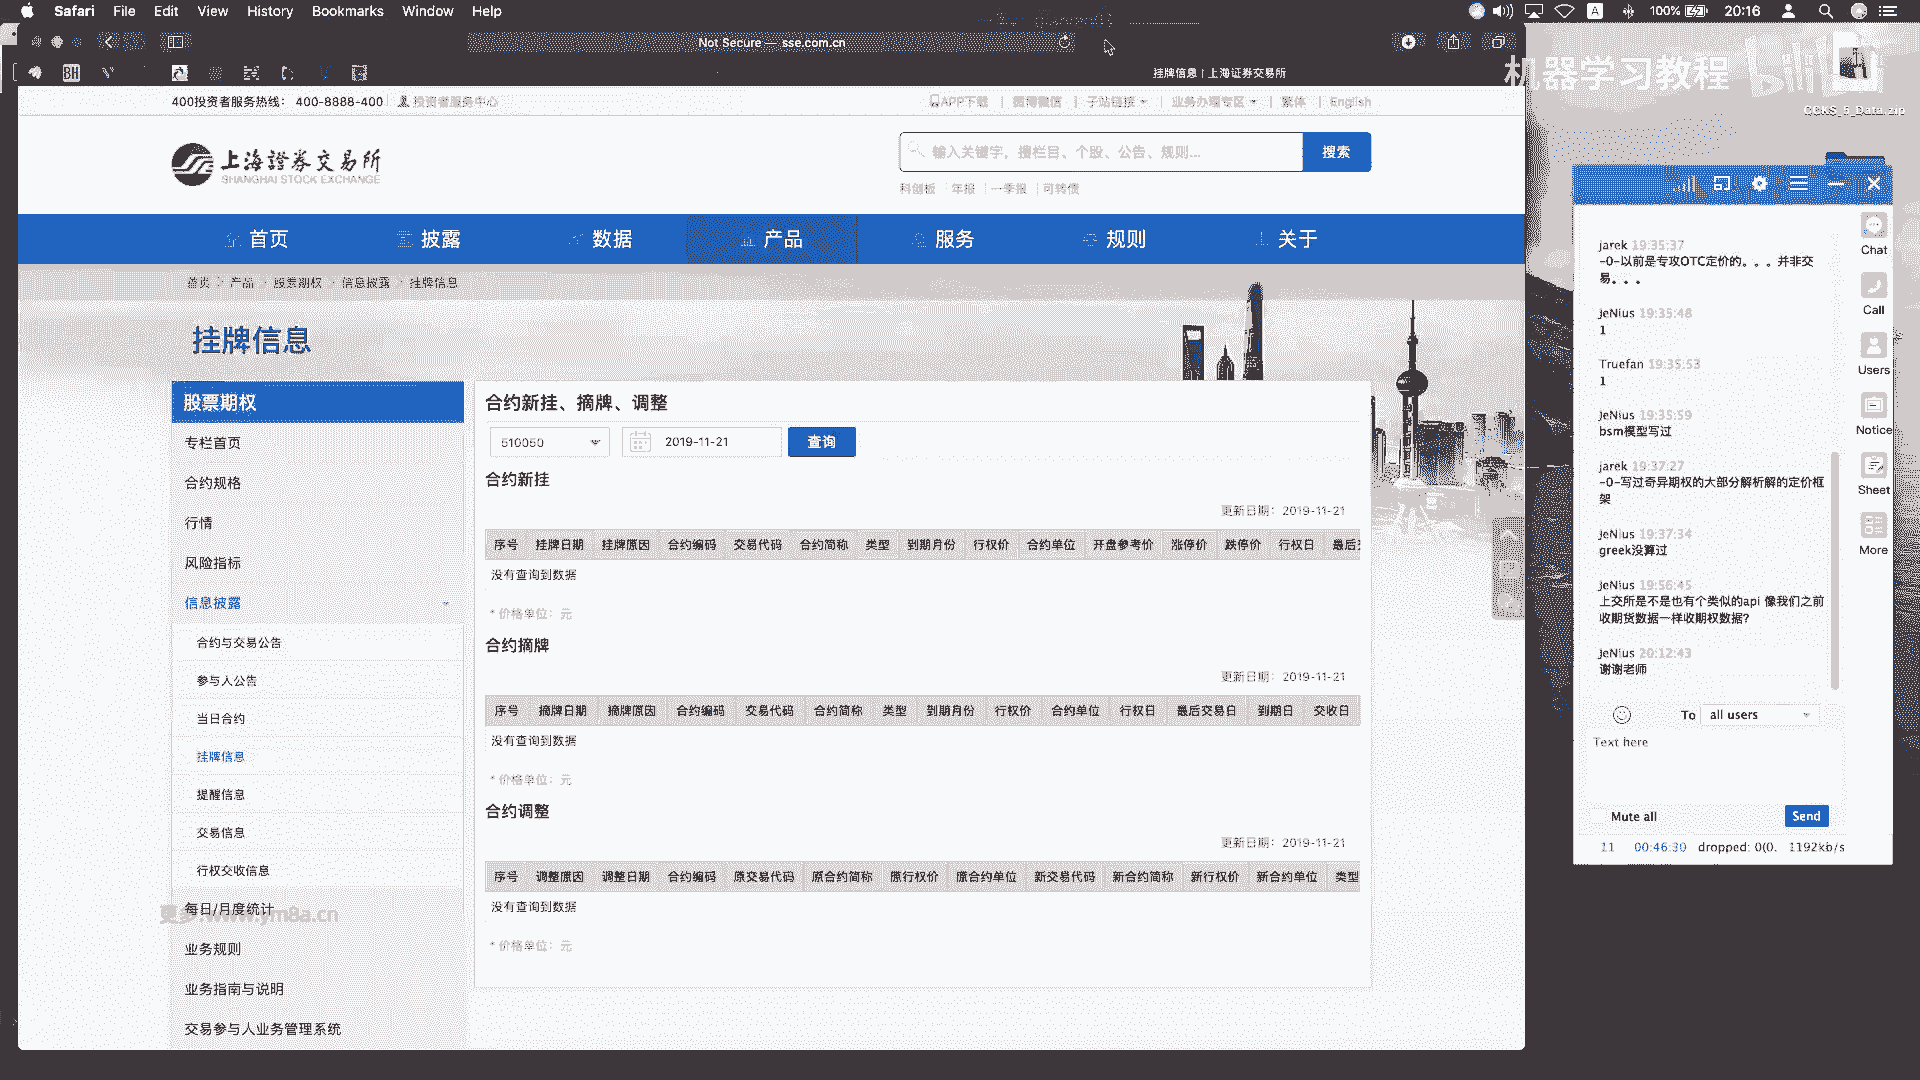 Safari File Edit View History Bookmarks Window Help
100% 20:16
Not Secure — sse.com.cn
BH
挂牌信息 | 上海证券交易所
机器学习教程
bilibili
400投资者服务热线： 400-8888-400 投资者服务中心
APP下载 | 微博微信 | 子站链接 | 业务办理专区 | 繁体 | English
上海證券交易所
SHANGHAI STOCK EXCHANGE
输入关键字，搜栏目、个股、公告、规则...
搜索
科创板 年报 一季报 可转债
首页 披露 数据 产品 服务 规则 关于
首页 > 产品 > 股票期权 > 信息披露 > 挂牌信息
挂牌信息
股票期权
专栏首页
合约规格
行情
风险指标
信息披露
合约与交易公告
参与人公告
当日合约
挂牌信息
提醒信息
交易信息
行权交收信息
每日/月度统计
业务规则
业务指南与说明
交易参与人业务管理系统
合约新挂、摘牌、调整
510050 2019-11-21 查询
合约新挂
更新日期： 2019-11-21
序号 挂牌日期 挂牌原因 合约编码 交易代码 合约简称 类型 到期月份 行权价 合约单位 开盘参考价 涨停价 跌停价 行权日
没有查询到数据
* 价格单位：元
合约摘牌
更新日期： 2019-11-21
序号 摘牌日期 摘牌原因 合约编码 交易代码 合约简称 类型 到期月份 行权价 合约单位 行权日 最后交易日 到期日 交收日
没有查询到数据
* 价格单位：元
合约调整
更新日期： 2019-11-21
序号 调整原因 调整日期 合约编码 原交易代码 原合约简称 原行权价 原合约单位 新交易代码 新合约简称 新行权价 新合约单位 类型
没有查询到数据
* 价格单位：元
jarek 19:35:37
-0-以前是专攻OTC定价的。。。并非交
易。。。
jeNius 19:35:48
1
Truefan 19:35:53
1
jeNius 19:35:59
bsm模型写过
jarek 19:37:27
-0-写过奇异期权的大部分解析解的定价框
架
jeNius 19:37:34
greek没算过
jeNius 19:56:45
上交所是不是也有个类似的api 像我们之前
收期货数据一样收期权数据?
jeNius 20:12:43
谢谢老师
Chat
Call
Users
Notice
Sheet
More
To all users
Text here
Mute all Send
11 00:46:30 dropped: 0(0. 1192kb/s